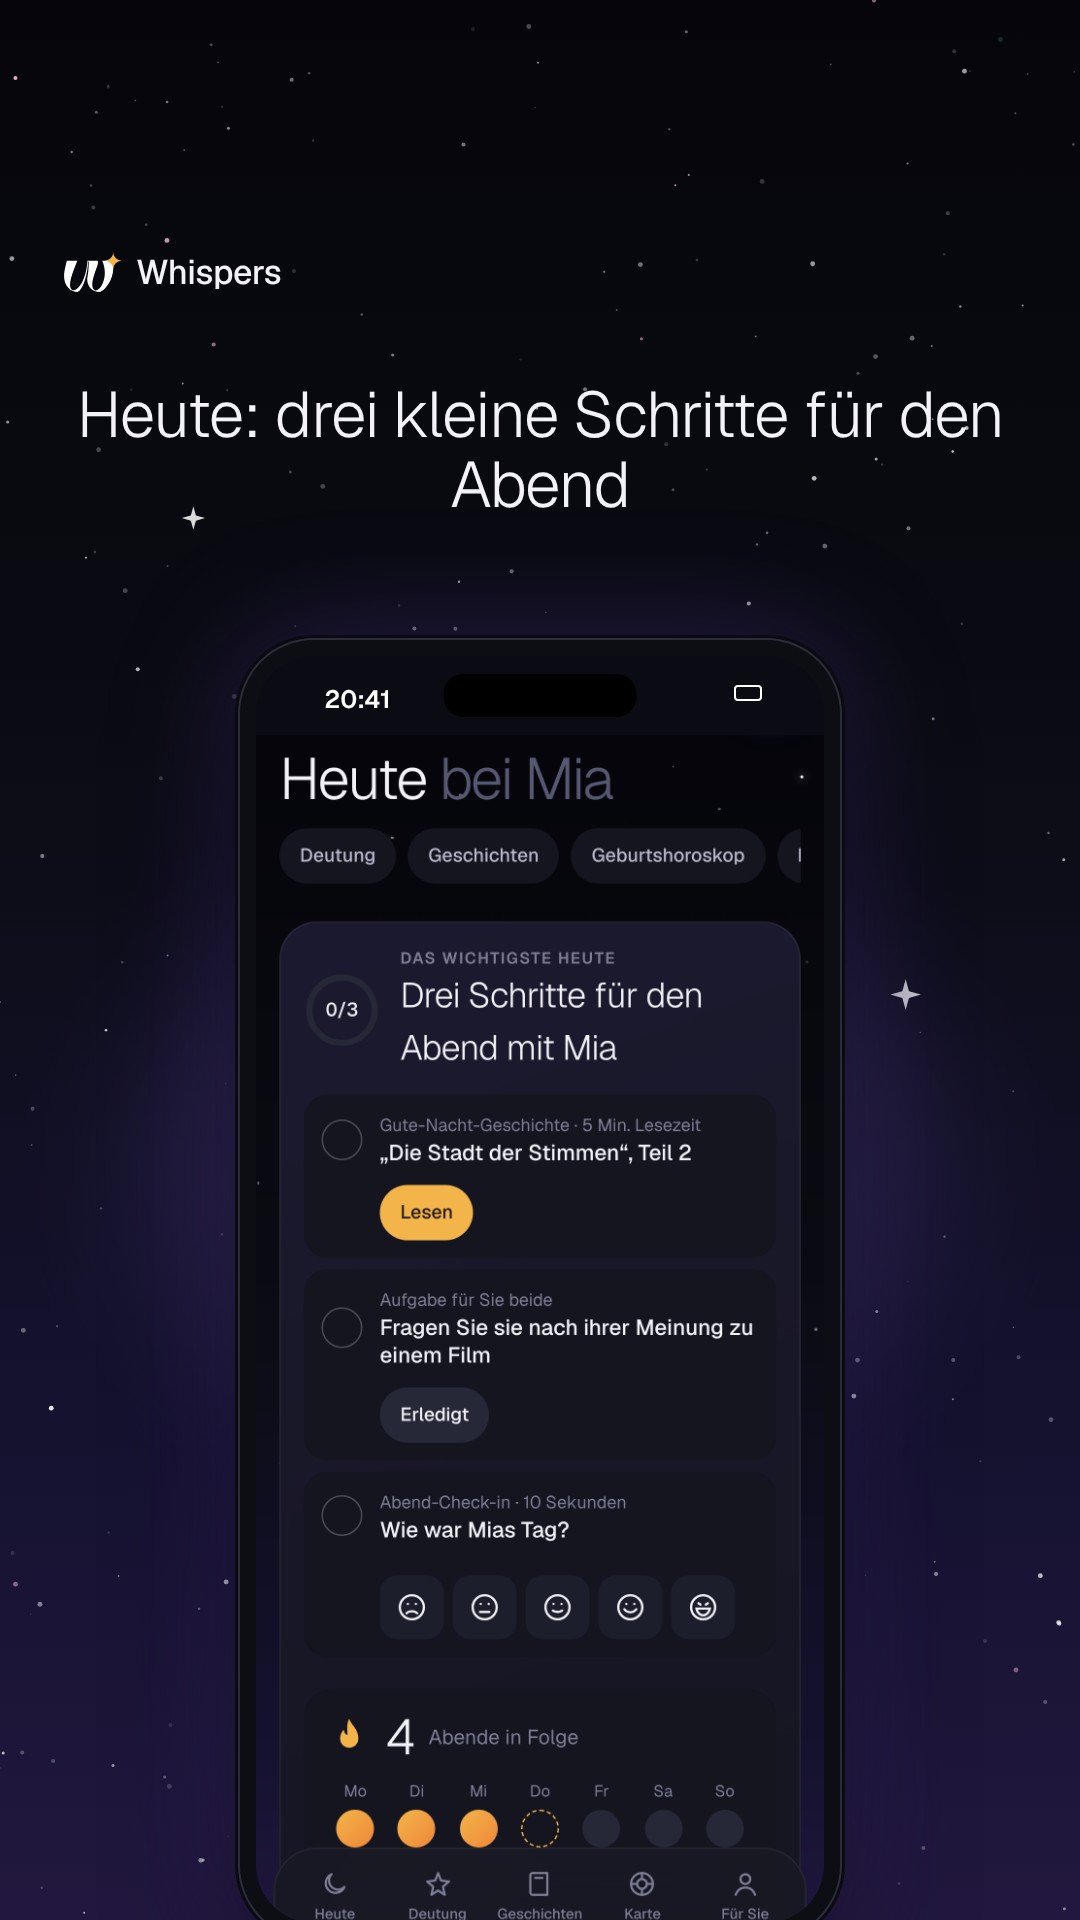 Whispers
Heute: drei kleine Schritte für den
Abend
20:41
Heute bei Mia
Deutung
Geschichten
Geburtshoroskop
DAS WICHTIGSTE HEUTE
0/3
Drei Schritte für den
Abend mit Mia
Gute-Nacht-Geschichte · 5 Min. Lesezeit
„Die Stadt der Stimmen“, Teil 2
Lesen
Aufgabe für Sie beide
Fragen Sie sie nach ihrer Meinung zu
einem Film
Erledigt
Abend-Check-in · 10 Sekunden
Wie war Mias Tag?
4 Abende in Folge
Mo Di Mi Do Fr Sa So
Heute Deutung Geschichten Karte Für Sie